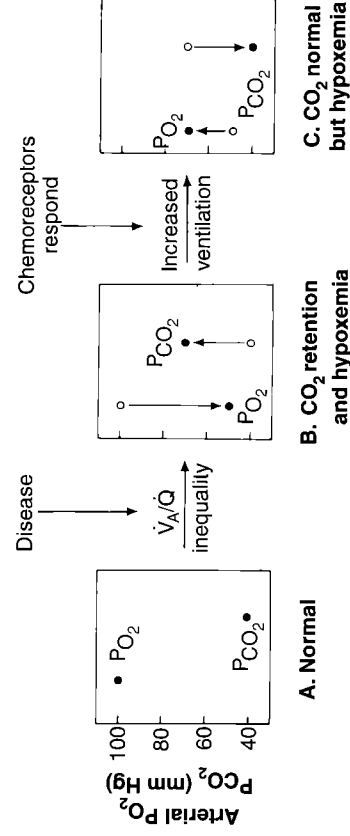 Disease
Chemoreceptors
respond
Arterial PO2
PCO2 (mm Hg)
100
80
60
40
PO2
PCO2
V̇A/Q̇
inequality
PCO2
PO2
Increased
ventilation
PO2
PCO2
A. Normal
B. CO2 retention
and hypoxemia
C. CO2 normal
but hypoxemia